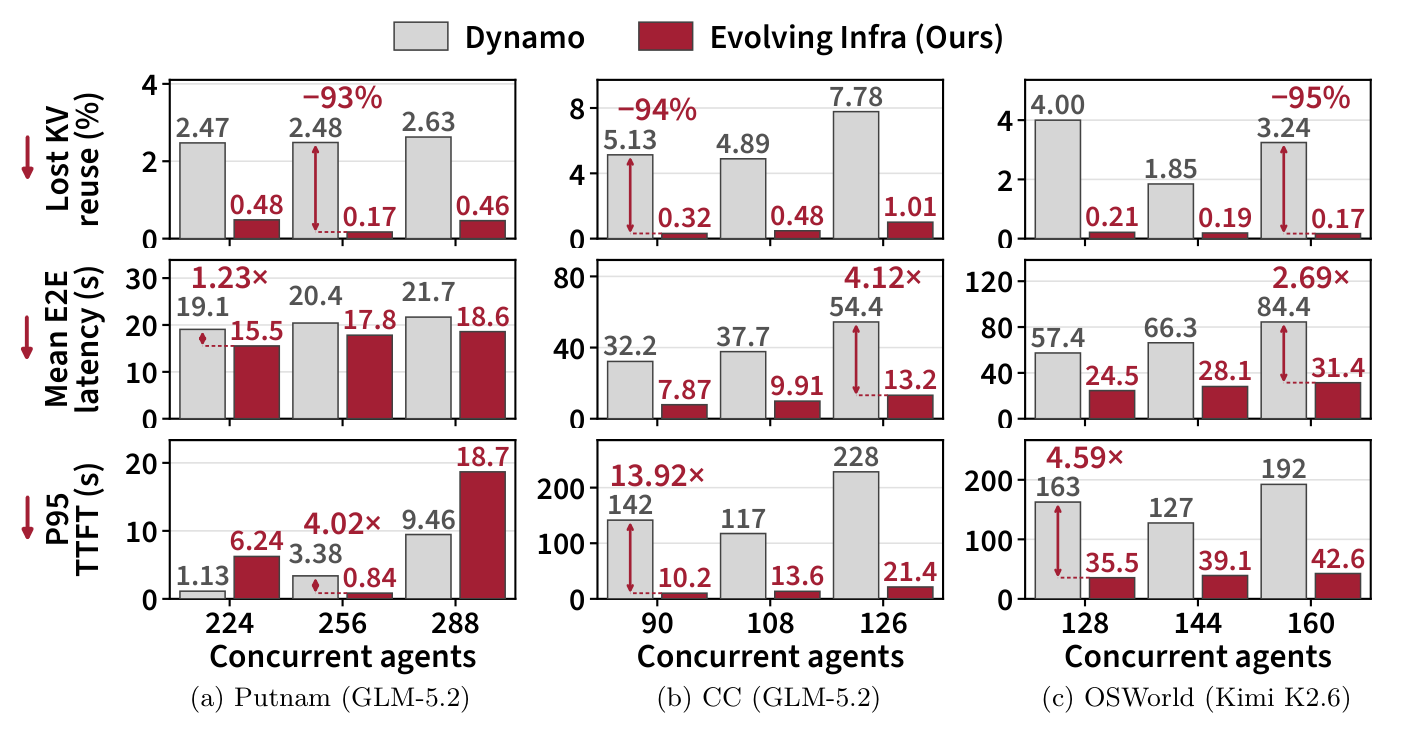 Dynamo Evolving Infra (Ours)
Lost KV
reuse (%)
4
2
0
−93%
2.47 2.48 2.63
0.48 0.17 0.46
8
4
0
−94%
5.13 4.89 7.78
0.32 0.48 1.01
4
2
0
−95%
4.00 1.85 3.24
0.21 0.19 0.17
Mean E2E
latency (s)
30
20
10
0
1.23×
19.1 20.4 21.7
15.5 17.8 18.6
80
40
0
4.12×
32.2 37.7 54.4
7.87 9.91 13.2
120
80
40
0
2.69×
57.4 66.3 84.4
24.5 28.1 31.4
P95
TTFT (s)
20
10
0
4.02×
1.13 3.38 9.46
6.24 0.84 18.7
224 256 288
Concurrent agents
(a) Putnam (GLM-5.2)
200
100
0
13.92×
142 117 228
10.2 13.6 21.4
90 108 126
Concurrent agents
(b) CC (GLM-5.2)
200
100
0
4.59×
163 127 192
35.5 39.1 42.6
128 144 160
Concurrent agents
(c) OSWorld (Kimi K2.6)